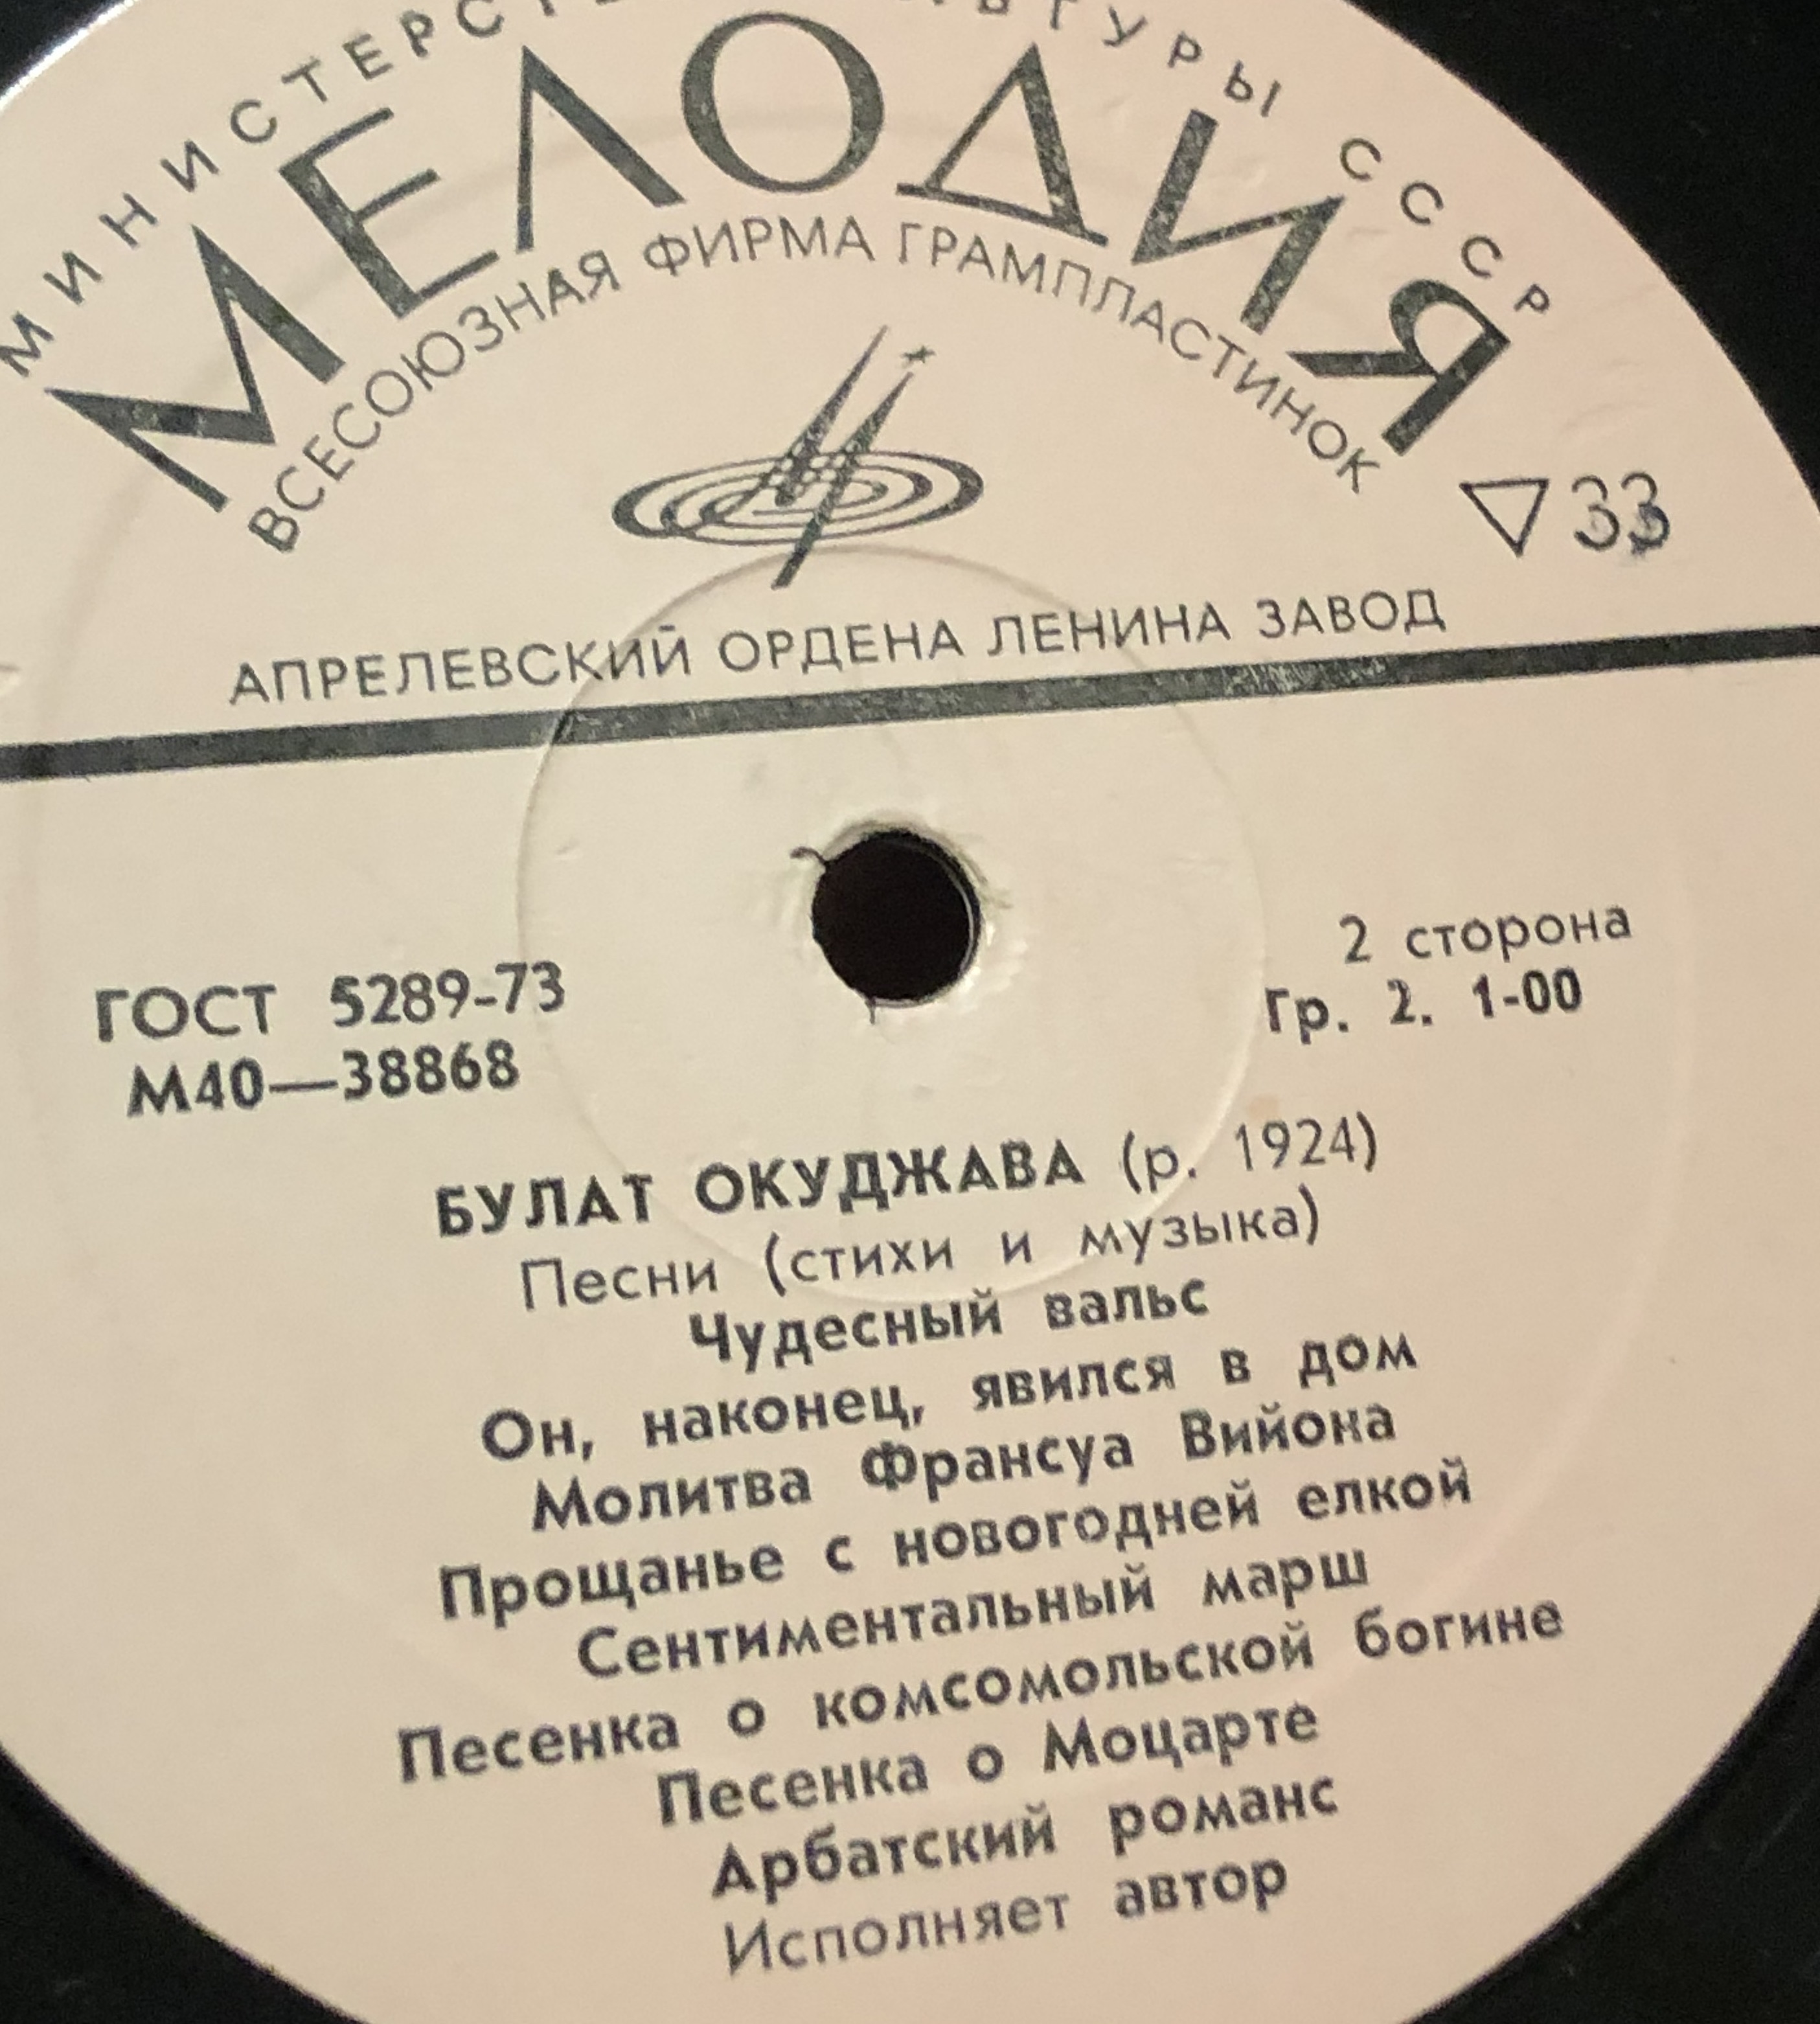 МИНИСТЕРСТВО КУЛЬТУРЫ СССР
МЕЛОДИЯ
ВСЕСОЮЗНАЯ ФИРМА ГРАМПЛАСТИНОК
33
АПРЕЛЕВСКИЙ ОРДЕНА ЛЕНИНА ЗАВОД
2 сторона
ГОСТ 5289-73
Гр. 2. 1-00
М40—38868
БУЛАТ ОКУДЖАВА (р. 1924)
Песни (стихи и музыка)
Чудесный вальс
Он, наконец, явился в дом
Молитва Франсуа Вийона
Прощанье с новогодней елкой
Сентиментальный марш
Песенка о комсомольской богине
Песенка о Моцарте
Арбатский романс
Исполняет автор